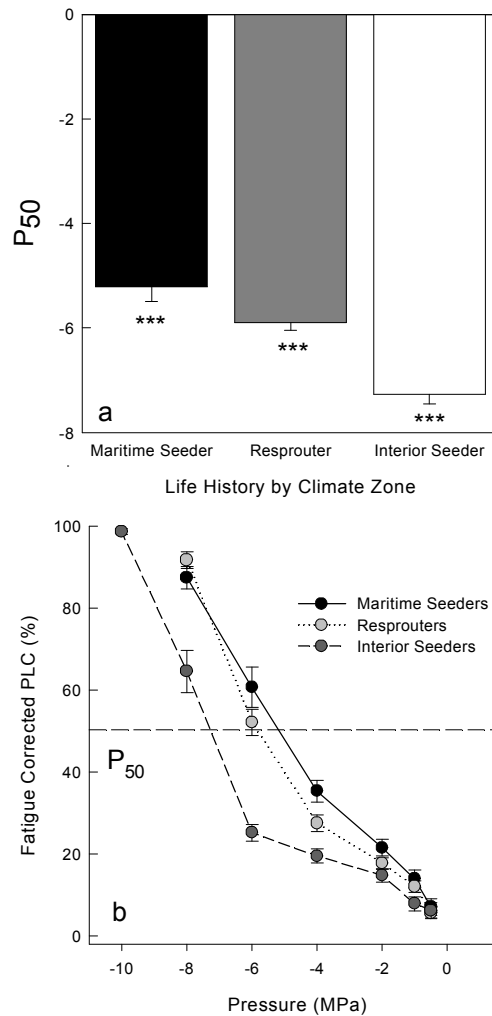 0
-2
-4
-6
-8
P50
***
***
***
a
Maritime Seeder
Resprouter
Interior Seeder
Life History by Climate Zone
100
80
60
40
20
0
Fatigue Corrected PLC (%)
Maritime Seeders
Resprouters
Interior Seeders
P50
b
-10
-8
-6
-4
-2
0
Pressure (MPa)